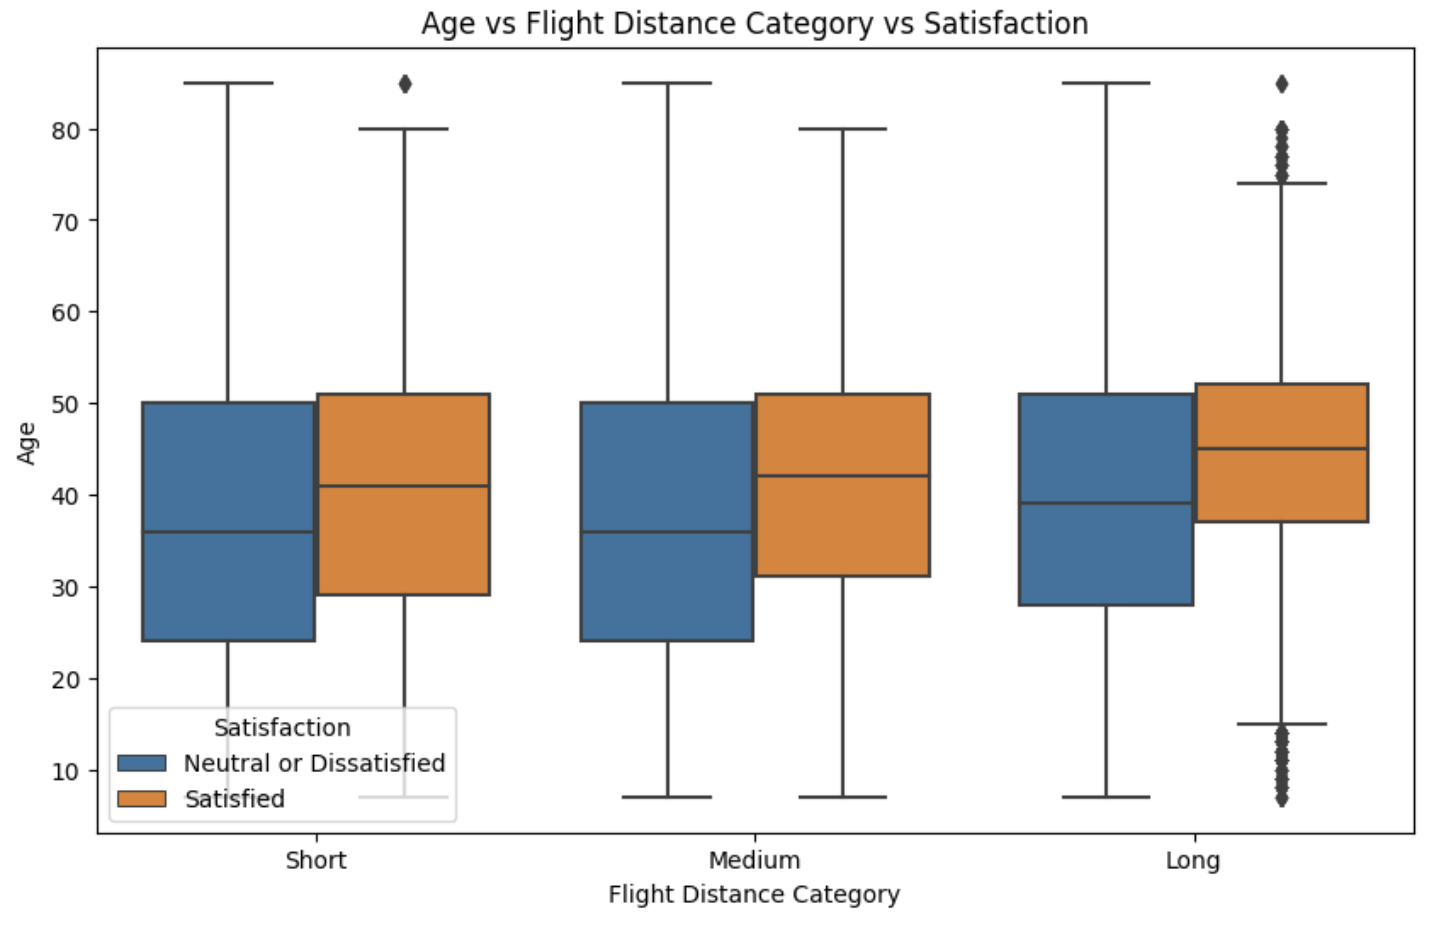 Age vs Flight Distance Category vs Satisfaction
80
70
60
50
40
30
20
10
Age
Satisfaction
Neutral or Dissatisfied
Satisfied
Short Medium Long
Flight Distance Category